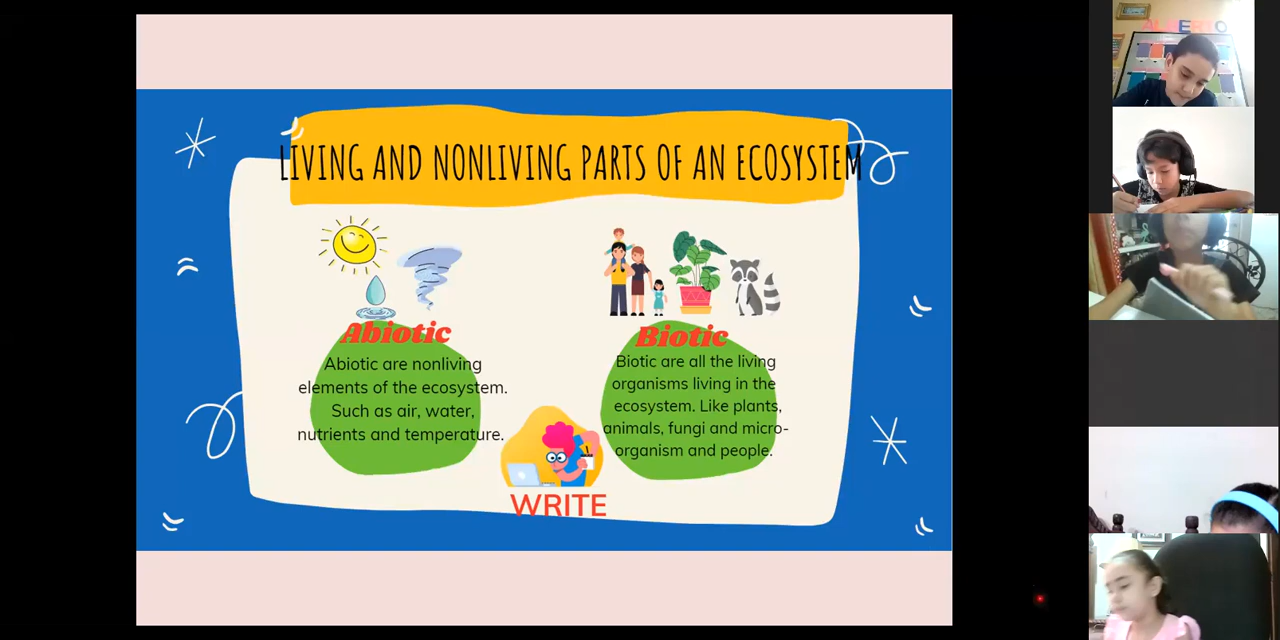 LIVING AND NONLIVING PARTS OF AN ECOSYSTEM
Abiotic
Abiotic are nonliving
elements of the ecosystem.
Such as air, water,
nutrients and temperature.
Biotic
Biotic are all the living
organisms living in the
ecosystem. Like plants,
animals, fungi and micro-
organism and people.
WRITE
ALBERTO